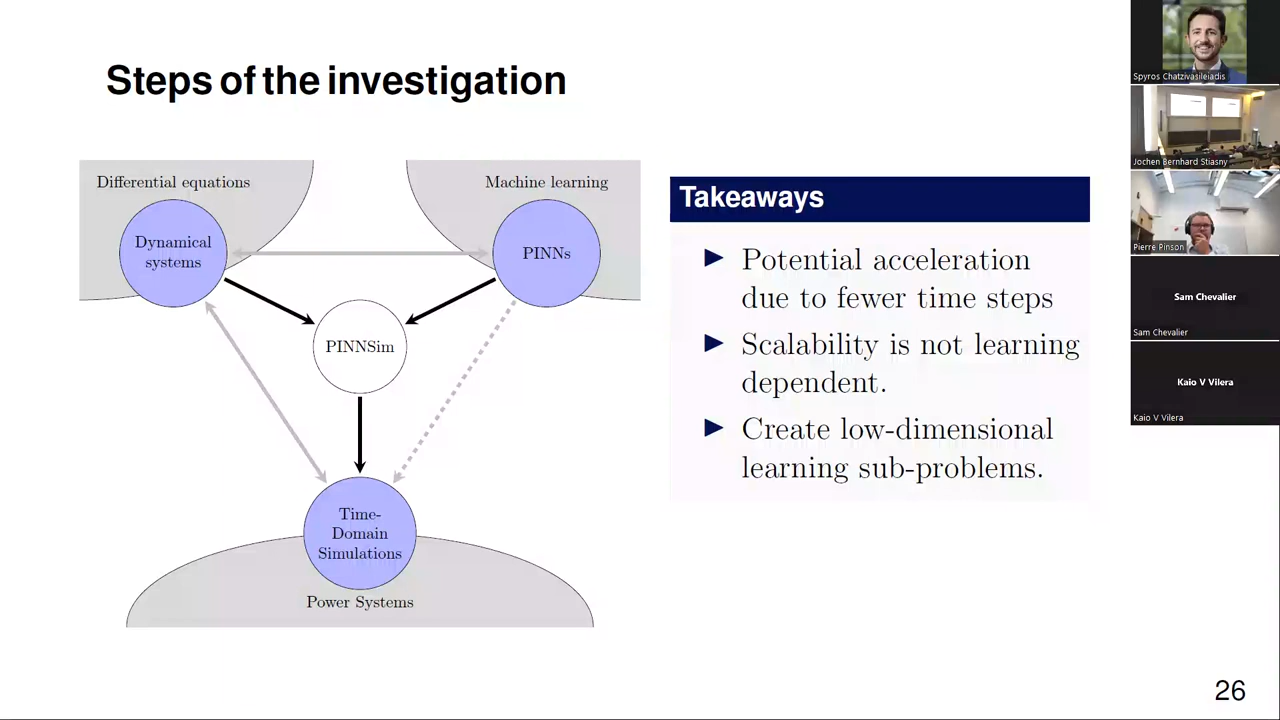 Steps of the investigation
Differential equations
Machine learning
Dynamical
systems
PINNs
PINNSim
Time-
Domain
Simulations
Power Systems
Takeaways
► Potential acceleration
due to fewer time steps
► Scalability is not learning
dependent.
► Create low-dimensional
learning sub-problems.
26
Spyros Chatzivasileiadis
Jochen Bernhard Stiasny
Pierre Pinson
Sam Chevalier
Sam Chevalier
Kaio V Vilera
Kaio V Vilera